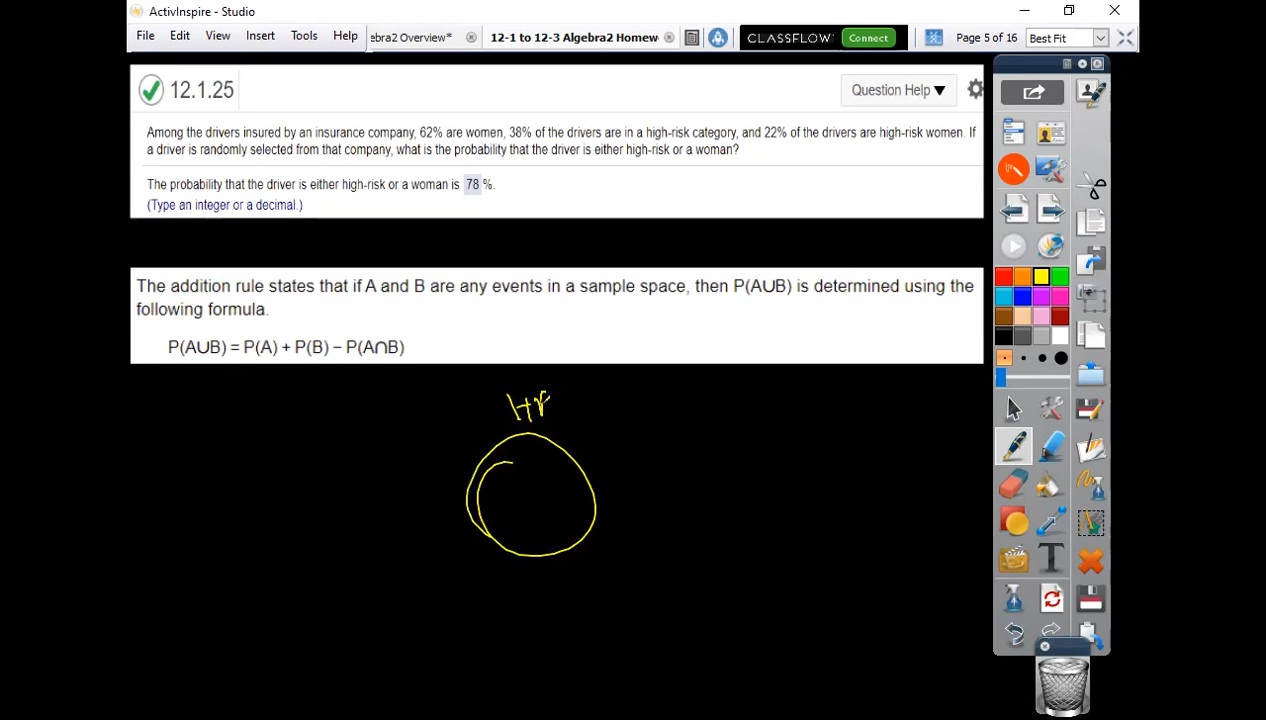 ActivInspire - Studio
File Edit View Insert Tools Help
ebra2 Overview* 12-1 to 12-3 Algebra2 Homew CLASSFLOW Connect Page 5 of 16 Best Fit
12.1.25 Question Help ▼
Among the drivers insured by an insurance company, 62% are women, 38% of the drivers are in a high-risk category, and 22% of the drivers are high-risk women. If
a driver is randomly selected from that company, what is the probability that the driver is either high-risk or a woman?
The probability that the driver is either high-risk or a woman is 78 %.
(Type an integer or a decimal.)
The addition rule states that if A and B are any events in a sample space, then P(A∪B) is determined using the
following formula.
P(A∪B) = P(A) + P(B) − P(A∩B)
Hr
T